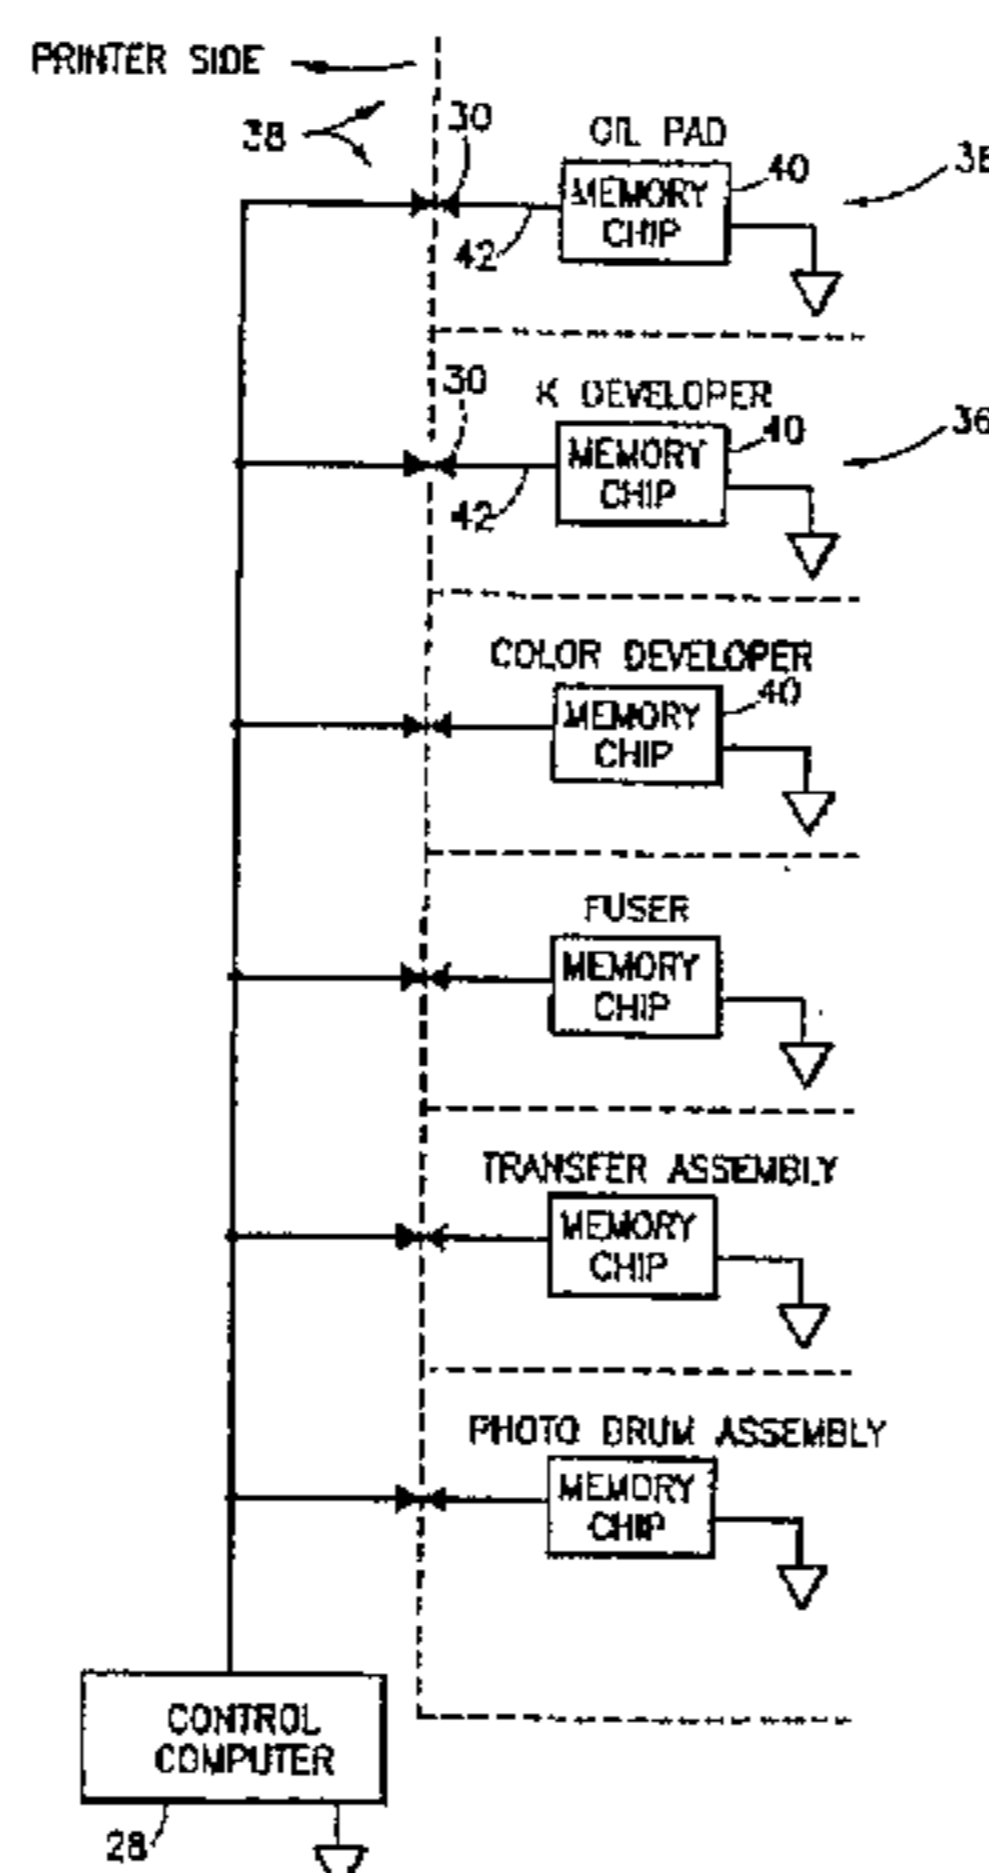 PRINTER SIDE
38
30
OIL PAD
MEMORY
CHIP
40
42
30
K DEVELOPER
MEMORY
CHIP
40
36
42
COLOR DEVELOPER
MEMORY
CHIP
40
FUSER
MEMORY
CHIP
TRANSFER ASSEMBLY
MEMORY
CHIP
PHOTO DRUM ASSEMBLY
MEMORY
CHIP
CONTROL
COMPUTER
28